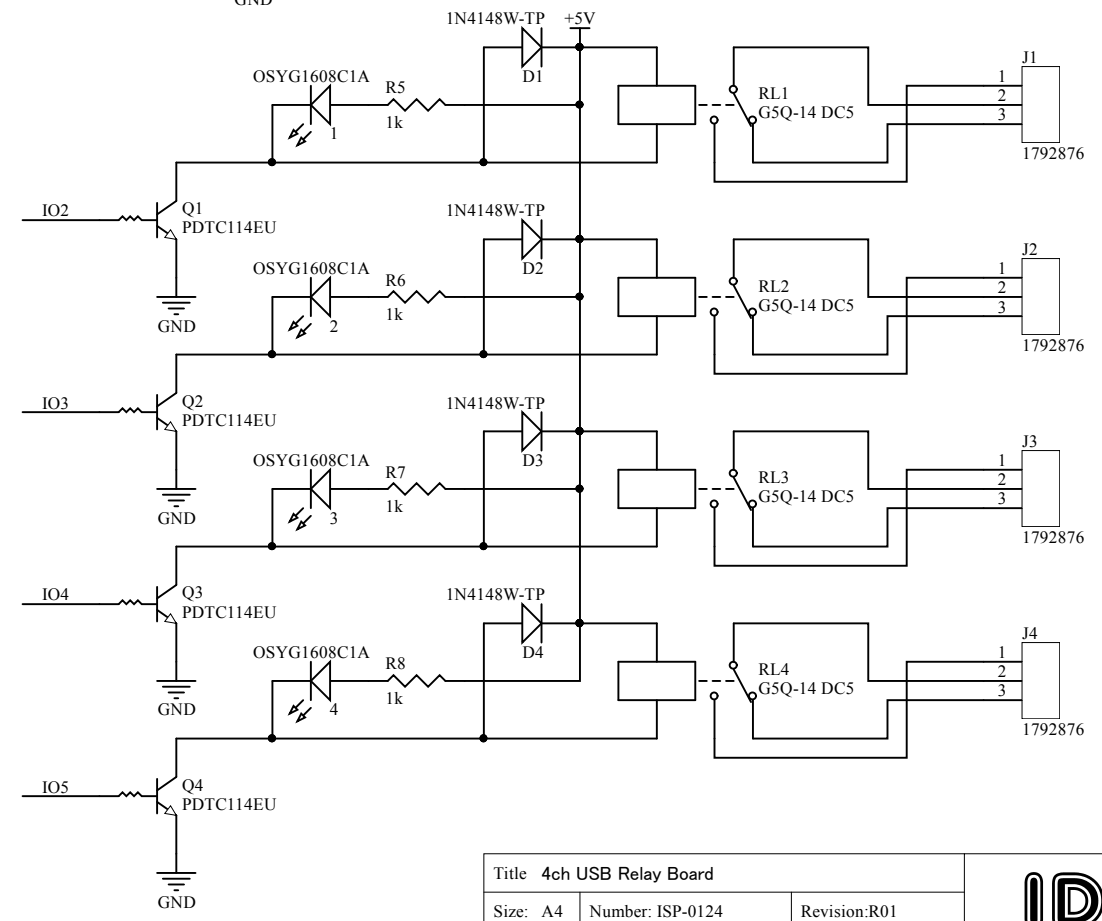 GND
1N4148W-TP
+5V
D1
OSYG1608C1A
R5
1k
1
RL1
G5Q-14 DC5
J1
1
2
3
1792876
IO2
Q1
PDTC114EU
GND
1N4148W-TP
D2
OSYG1608C1A
R6
1k
2
RL2
G5Q-14 DC5
J2
1
2
3
1792876
IO3
Q2
PDTC114EU
GND
1N4148W-TP
D3
OSYG1608C1A
R7
1k
3
RL3
G5Q-14 DC5
J3
1
2
3
1792876
IO4
Q3
PDTC114EU
GND
1N4148W-TP
D4
OSYG1608C1A
R8
1k
4
RL4
G5Q-14 DC5
J4
1
2
3
1792876
IO5
Q4
PDTC114EU
GND
Title 4ch USB Relay Board
Size: A4 Number: ISP-0124 Revision:R01